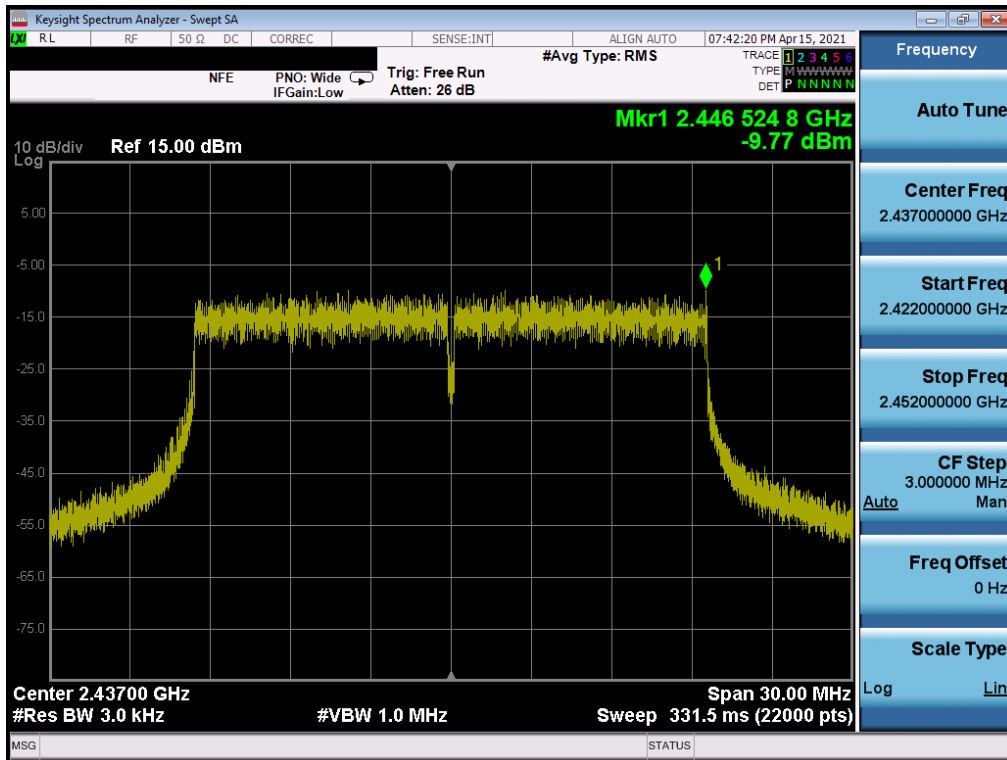 Keysight Spectrum Analyzer - Swept SA
LXI RL RF 50 Ω DC CORREC SENSE:INT ALIGN AUTO 07:42:20 PM Apr 15, 2021
#Avg Type: RMS TRACE 1 2 3 4 5 6
NFE PNO: Wide Trig: Free Run TYPE M WWWWW
IFGain:Low Atten: 26 dB DET P N N N N N
Mkr1 2.446 524 8 GHz
10 dB/div Ref 15.00 dBm -9.77 dBm
Log
5.00
-5.00
1
-15.0
-25.0
-35.0
-45.0
-55.0
-65.0
-75.0
Center 2.43700 GHz Span 30.00 MHz
#Res BW 3.0 kHz #VBW 1.0 MHz Sweep 331.5 ms (22000 pts)
MSG STATUS
Frequency
Auto Tune
Center Freq
2.437000000 GHz
Start Freq
2.422000000 GHz
Stop Freq
2.452000000 GHz
CF Step
3.000000 MHz
Auto Man
Freq Offset
0 Hz
Scale Type
Log Lin